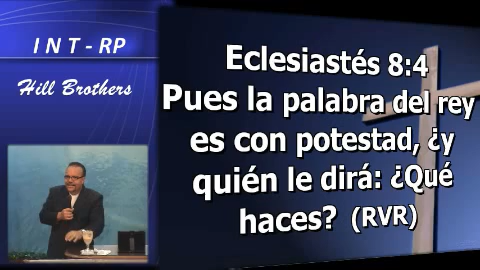 INT-RP
Hill Brothers
Eclesiastés 8:4
Pues la palabra del rey
es con potestad, ¿y
quién le dirá: ¿Qué
haces? (RVR)